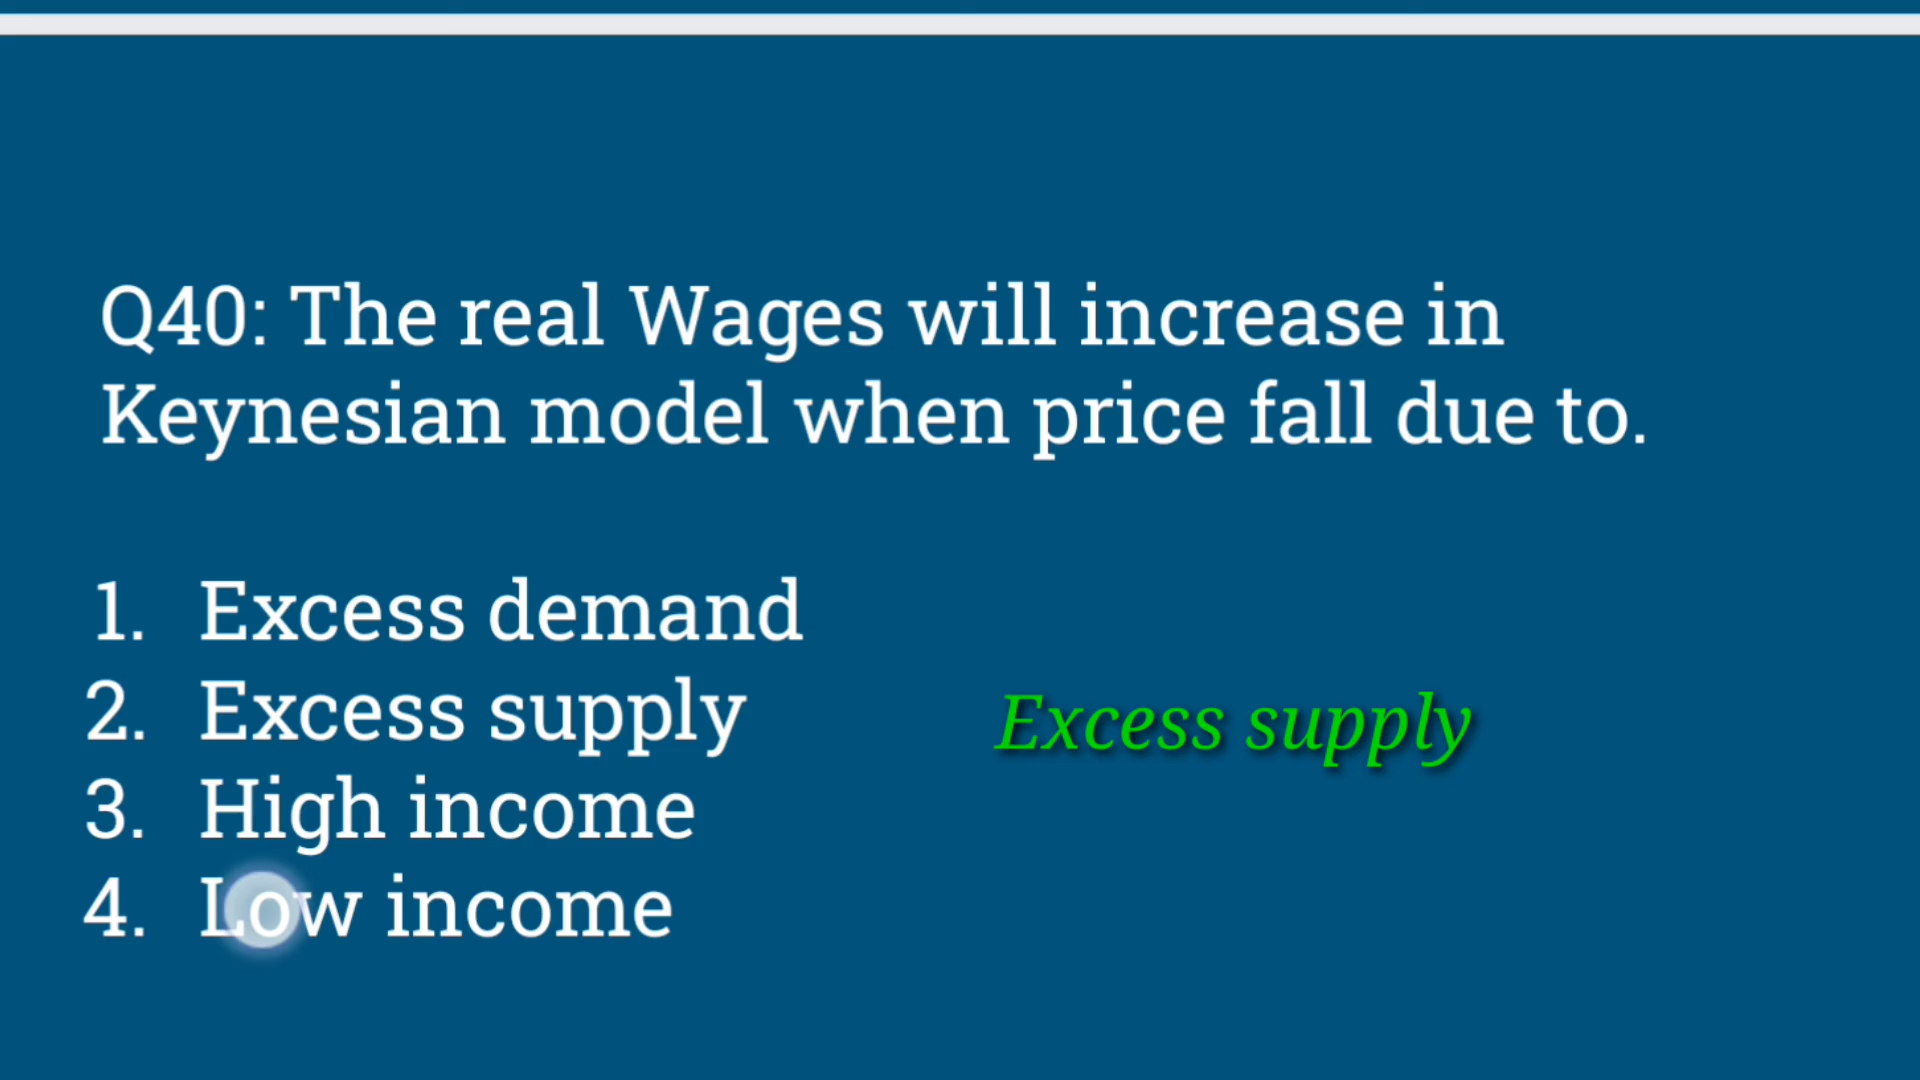 Q40: The real Wages will increase in
Keynesian model when price fall due to.
1. Excess demand
2. Excess supply
Excess supply
3. High income
4. Low income